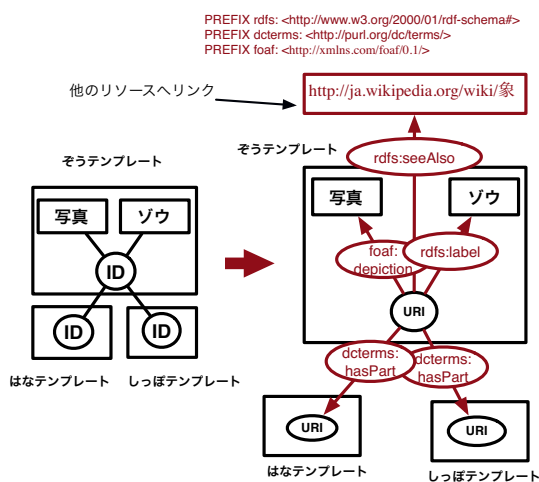 PREFIX rdfs: <http://www.w3.org/2000/01/rdf-schema#>
PREFIX dcterms: <http://purl.org/dc/terms/>
PREFIX foaf: <http://xmlns.com/foaf/0.1/>
他のリソースへリンク
http://ja.wikipedia.org/wiki/象
ぞうテンプレート
写真
ゾウ
ID
ID
ID
はなテンプレート
しっぽテンプレート
ぞうテンプレート
rdfs:seeAlso
写真
ゾウ
foaf:
depiction
rdfs:label
URI
dcterms:
hasPart
dcterms:
hasPart
URI
URI
はなテンプレート
しっぽテンプレート